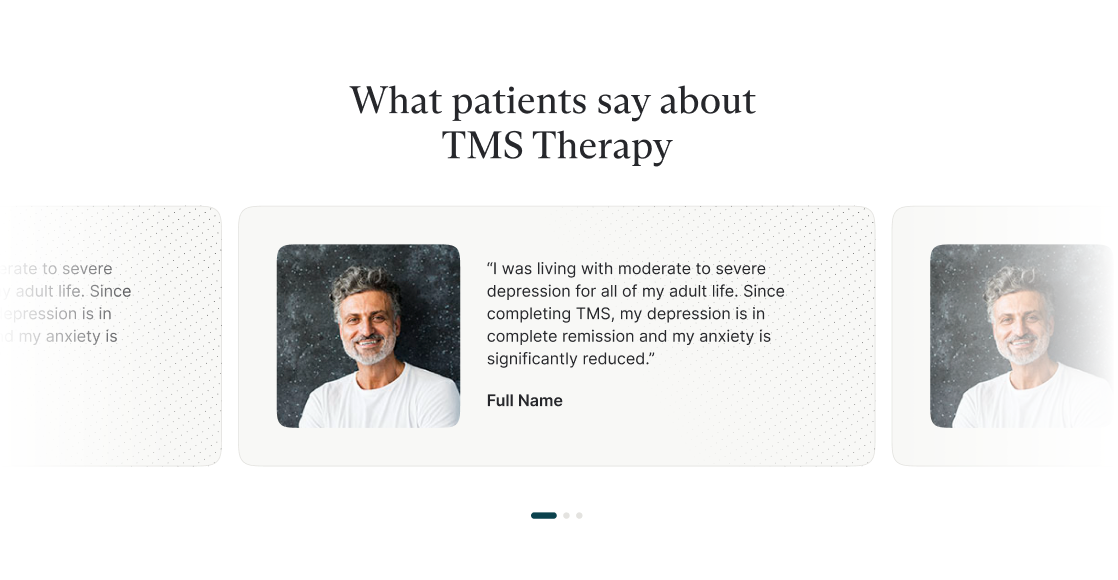 What patients say about
TMS Therapy
erate to severe
y adult life. Since
epression is in
d my anxiety is
“I was living with moderate to severe
depression for all of my adult life. Since
completing TMS, my depression is in
complete remission and my anxiety is
significantly reduced.”
Full Name